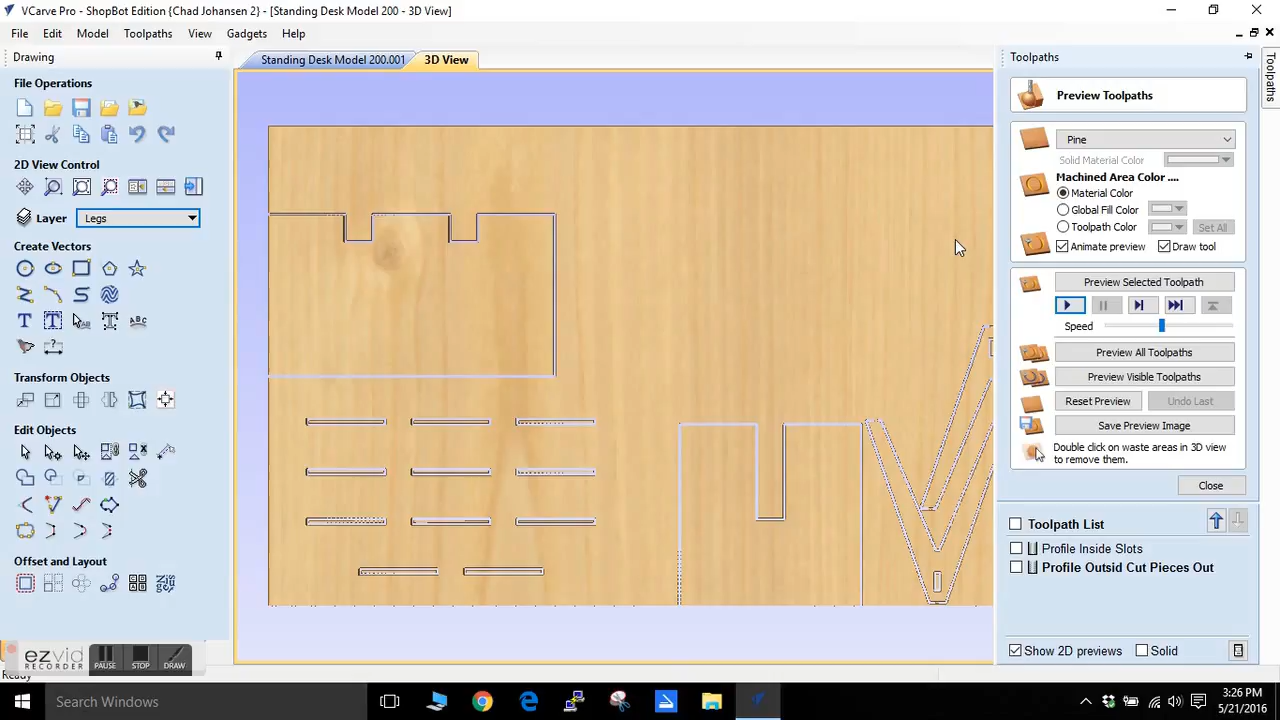 VCarve Pro - ShopBot Edition {Chad Johansen 2} - [Standing Desk Model 200 - 3D View]
File Edit Model Toolpaths View Gadgets Help
Drawing
File Operations
2D View Control
Layer Legs
Create Vectors
Transform Objects
Edit Objects
Offset and Layout
Standing Desk Model 200.001 3D View
Toolpaths
Toolpaths
Preview Toolpaths
Pine
Solid Material Color
Machined Area Color ....
Material Color
Global Fill Color
Toolpath Color Set All
Animate preview Draw tool
Preview Selected Toolpath
Speed
Preview All Toolpaths
Preview Visible Toolpaths
Reset Preview Undo Last
Save Preview Image
Double click on waste areas in 3D view
to remove them.
Close
Toolpath List
Profile Inside Slots
Profile Outsid Cut Pieces Out
Show 2D previews Solid
ezvid
RECORDER
PAUSE STOP DRAW
Ready
Search Windows
3:26 PM
5/21/2016